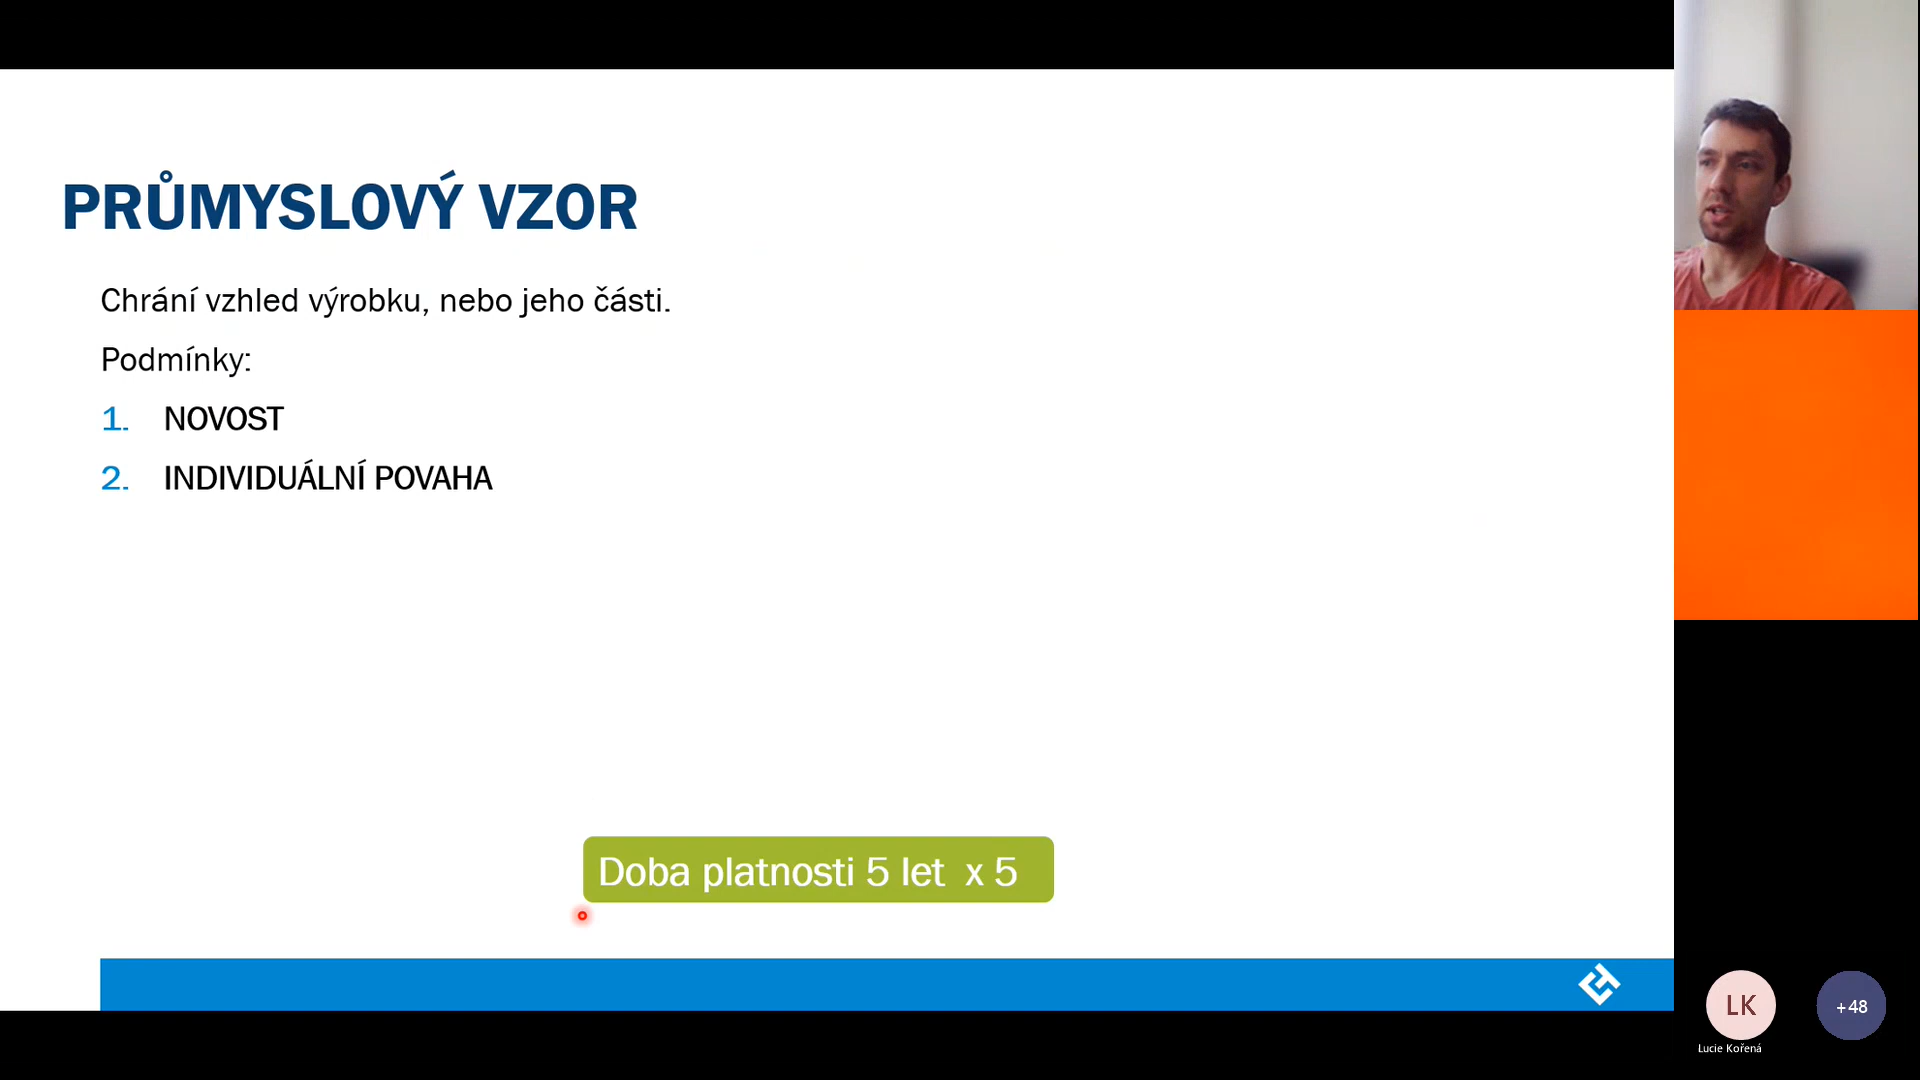 PRŮMYSLOVÝ VZOR
Chrání vzhled výrobku, nebo jeho části.
Podmínky:
1. NOVOST
2. INDIVIDUÁLNÍ POVAHA
Doba platnosti 5 let x 5
LK
Lucie Kořená
+48